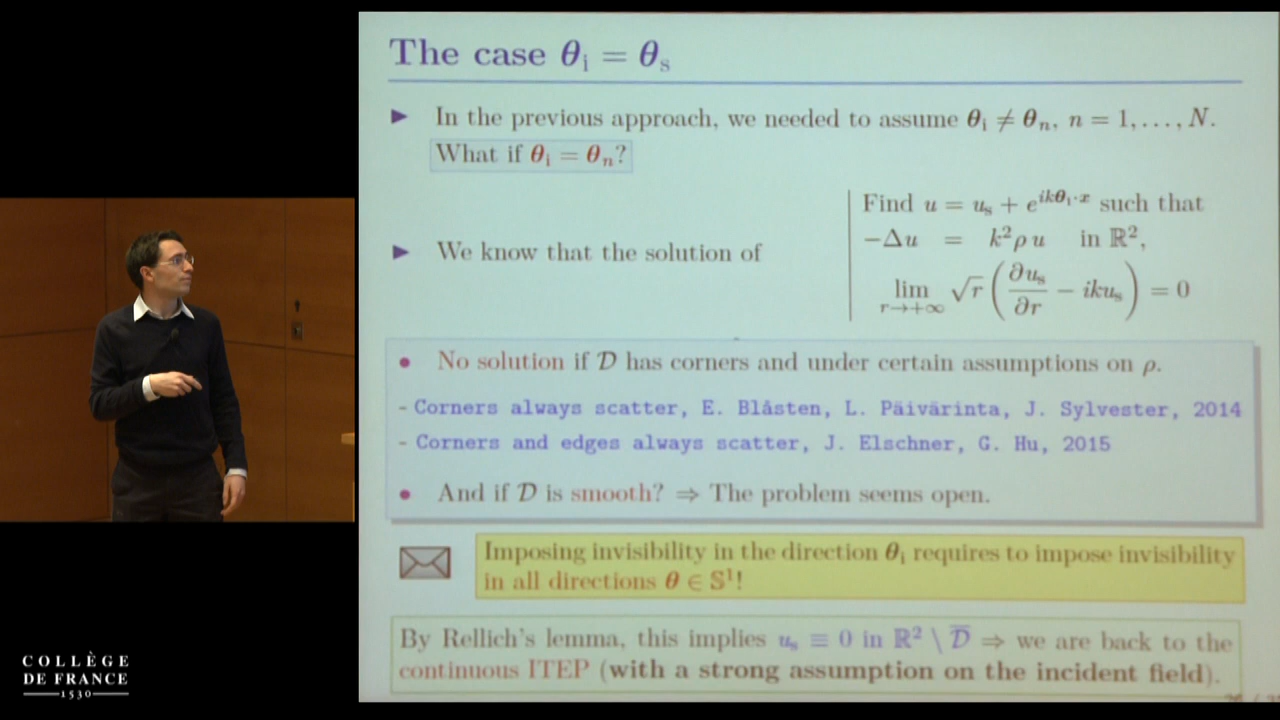 The case θᵢ = θₛ
▶ In the previous approach, we needed to assume θᵢ ≠ θₙ, n = 1, . . . , N.
What if θᵢ = θₙ?
▶ We know that the solution of
Find u = uₛ + e^{ikθᵢ·x} such that
−Δu = k²ρ u in ℝ²,
lim_{r→+∞} √r ( ∂uₛ/∂r − ikuₛ ) = 0
• No solution if 𝒟 has corners and under certain assumptions on ρ.
- Corners always scatter, E. Blåsten, L. Päivärinta, J. Sylvester, 2014
- Corners and edges always scatter, J. Elschner, G. Hu, 2015
• And if 𝒟 is smooth? ⇒ The problem seems open.
Imposing invisibility in the direction θᵢ requires to impose invisibility
in all directions θ ∈ 𝕊¹!
By Rellich's lemma, this implies uₛ ≡ 0 in ℝ² \ 𝒟̅ ⇒ we are back to the
continuous ITEP (with a strong assumption on the incident field).
COLLÈGE
DE FRANCE
1530